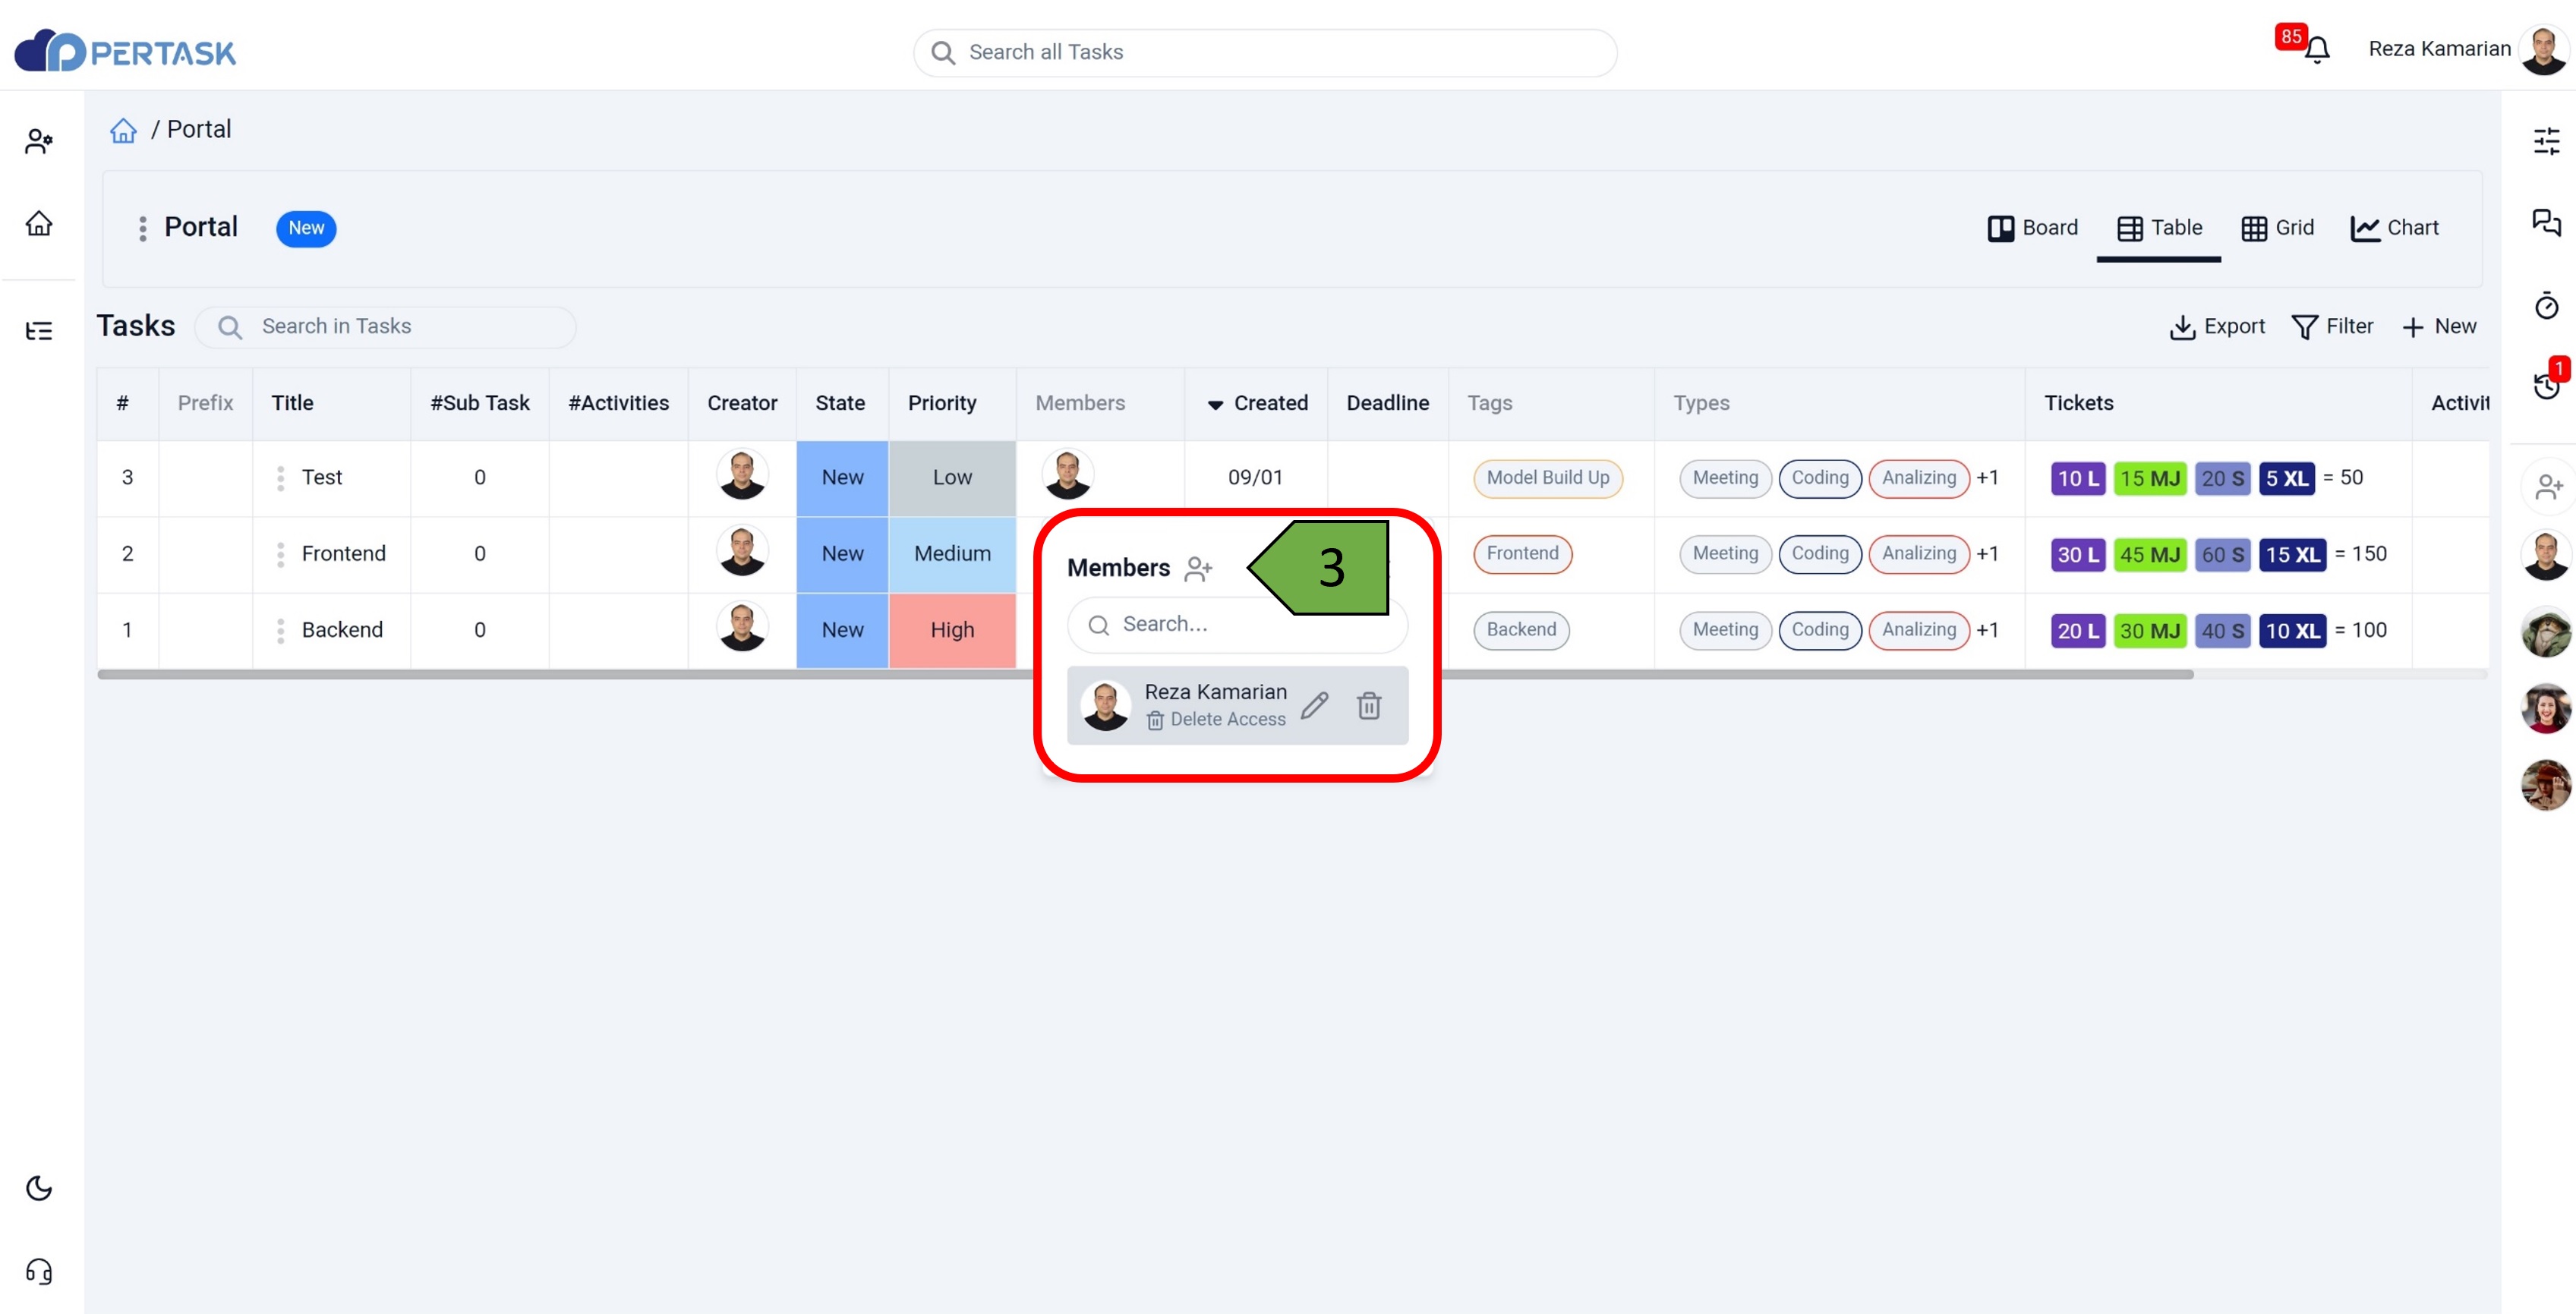 PERTASK
Search all Tasks
85
Reza Kamarian
/ Portal
Portal
New
Board
Table
Grid
Chart
Tasks
Search in Tasks
Export
Filter
New
1
# Prefix Title #Sub Task #Activities Creator State Priority Members Created Deadline Tags Types Tickets Activit
3 Test 0 New Low 09/01 Model Build Up Meeting Coding Analizing +1 10 L 15 MJ 20 S 5 XL = 50
2 Frontend 0 New Medium Frontend Meeting Coding Analizing +1 30 L 45 MJ 60 S 15 XL = 150
1 Backend 0 New High Backend Meeting Coding Analizing +1 20 L 30 MJ 40 S 10 XL = 100
Members
3
Search...
Reza Kamarian
Delete Access